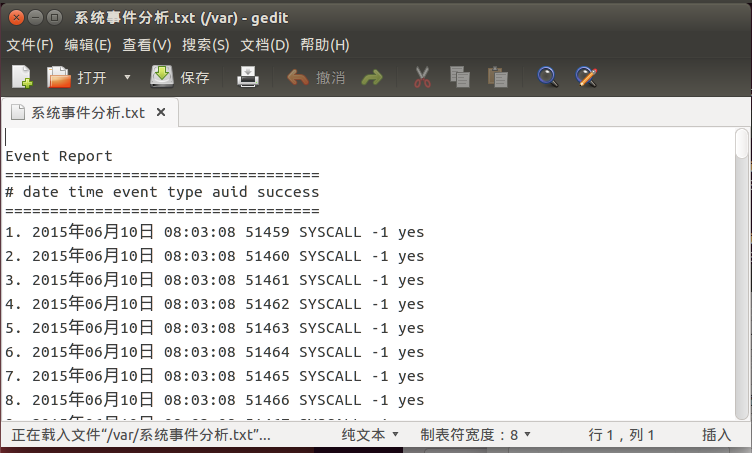 系统事件分析.txt (/var) - gedit
文件(F) 编辑(E) 查看(V) 搜索(S) 文档(D) 帮助(H)
打开 保存 撤消
系统事件分析.txt
Event Report
===================================
# date time event type auid success
===================================
1. 2015年06月10日 08:03:08 51459 SYSCALL -1 yes
2. 2015年06月10日 08:03:08 51460 SYSCALL -1 yes
3. 2015年06月10日 08:03:08 51461 SYSCALL -1 yes
4. 2015年06月10日 08:03:08 51462 SYSCALL -1 yes
5. 2015年06月10日 08:03:08 51463 SYSCALL -1 yes
6. 2015年06月10日 08:03:08 51464 SYSCALL -1 yes
7. 2015年06月10日 08:03:08 51465 SYSCALL -1 yes
8. 2015年06月10日 08:03:08 51466 SYSCALL -1 yes
正在载入文件“/var/系统事件分析.txt”... 纯文本 制表符宽度：8 行 1，列 1 插入